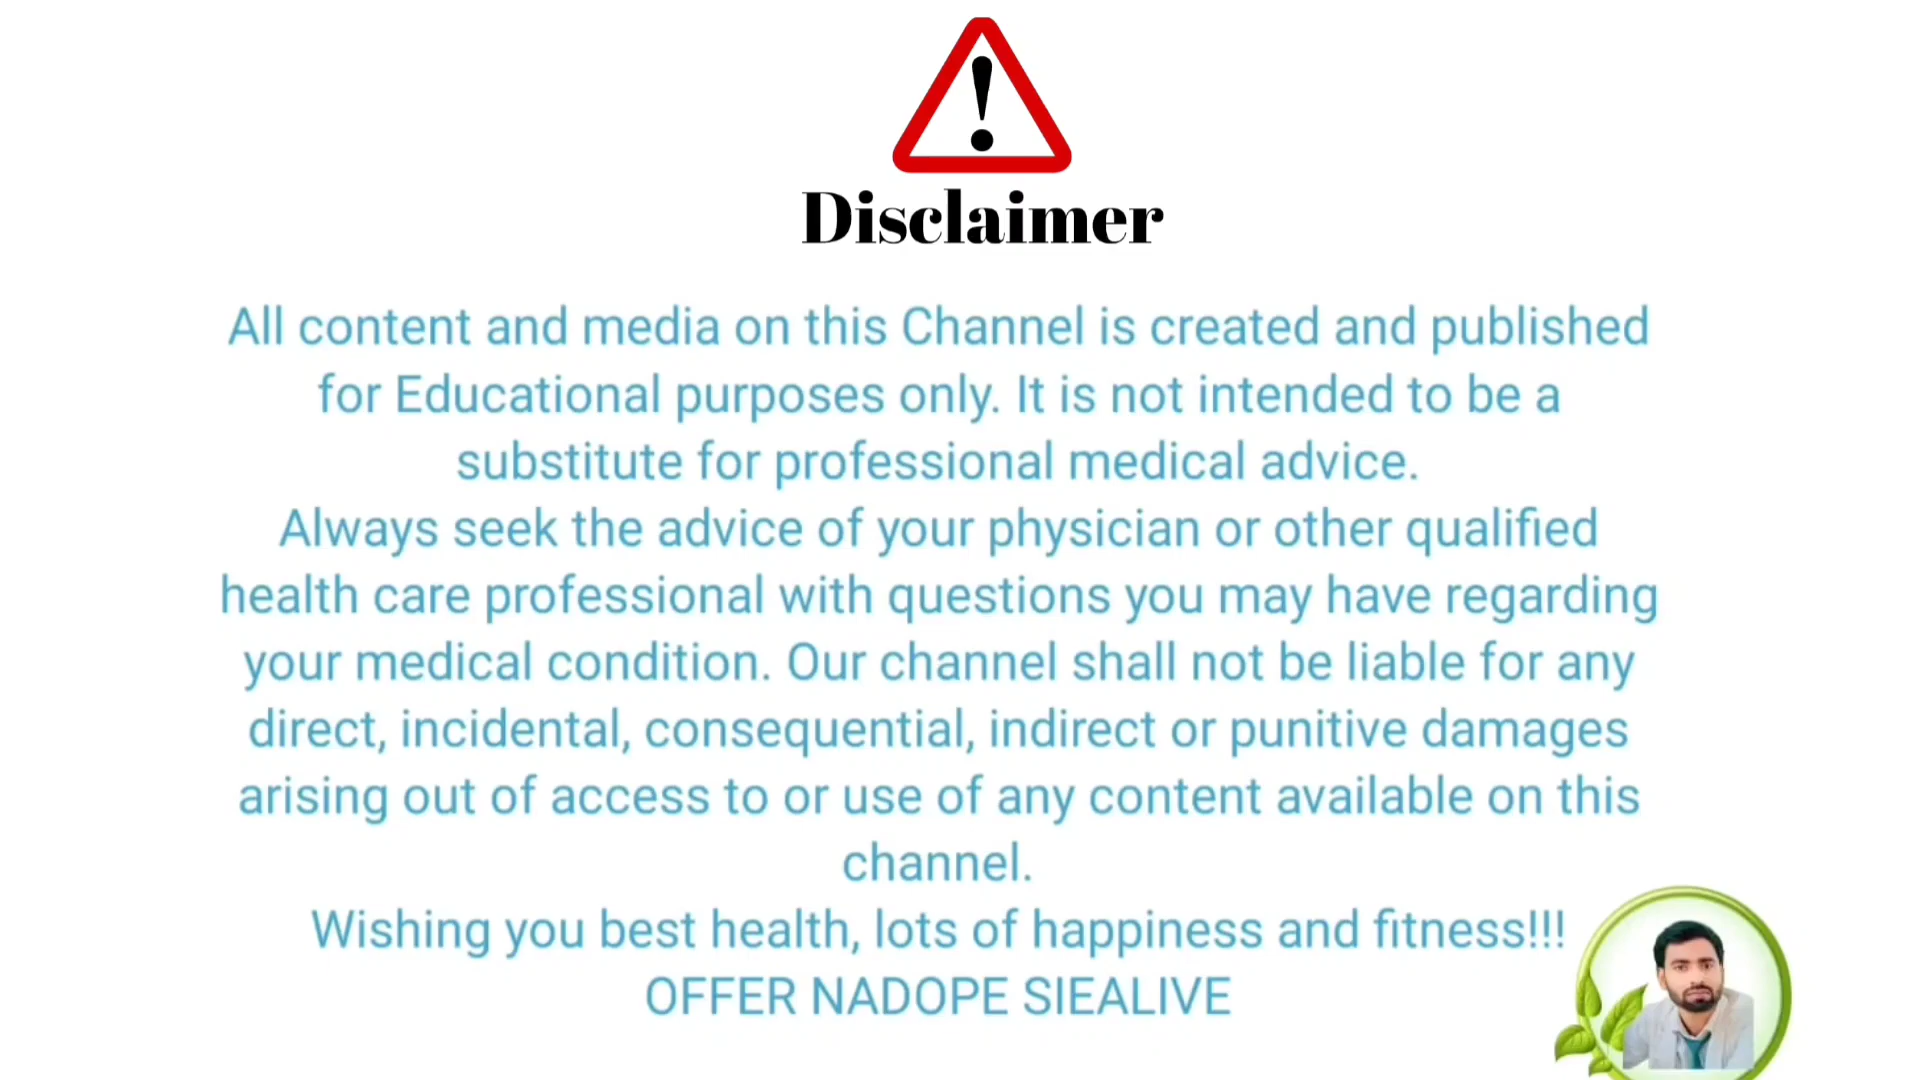 Disclaimer
All content and media on this Channel is created and published
for Educational purposes only. It is not intended to be a
substitute for professional medical advice.
Always seek the advice of your physician or other qualified
health care professional with questions you may have regarding
your medical condition. Our channel shall not be liable for any
direct, incidental, consequential, indirect or punitive damages
arising out of access to or use of any content available on this
channel.
Wishing you best health, lots of happiness and fitness!!!
OFFER NADOPE SIEALIVE